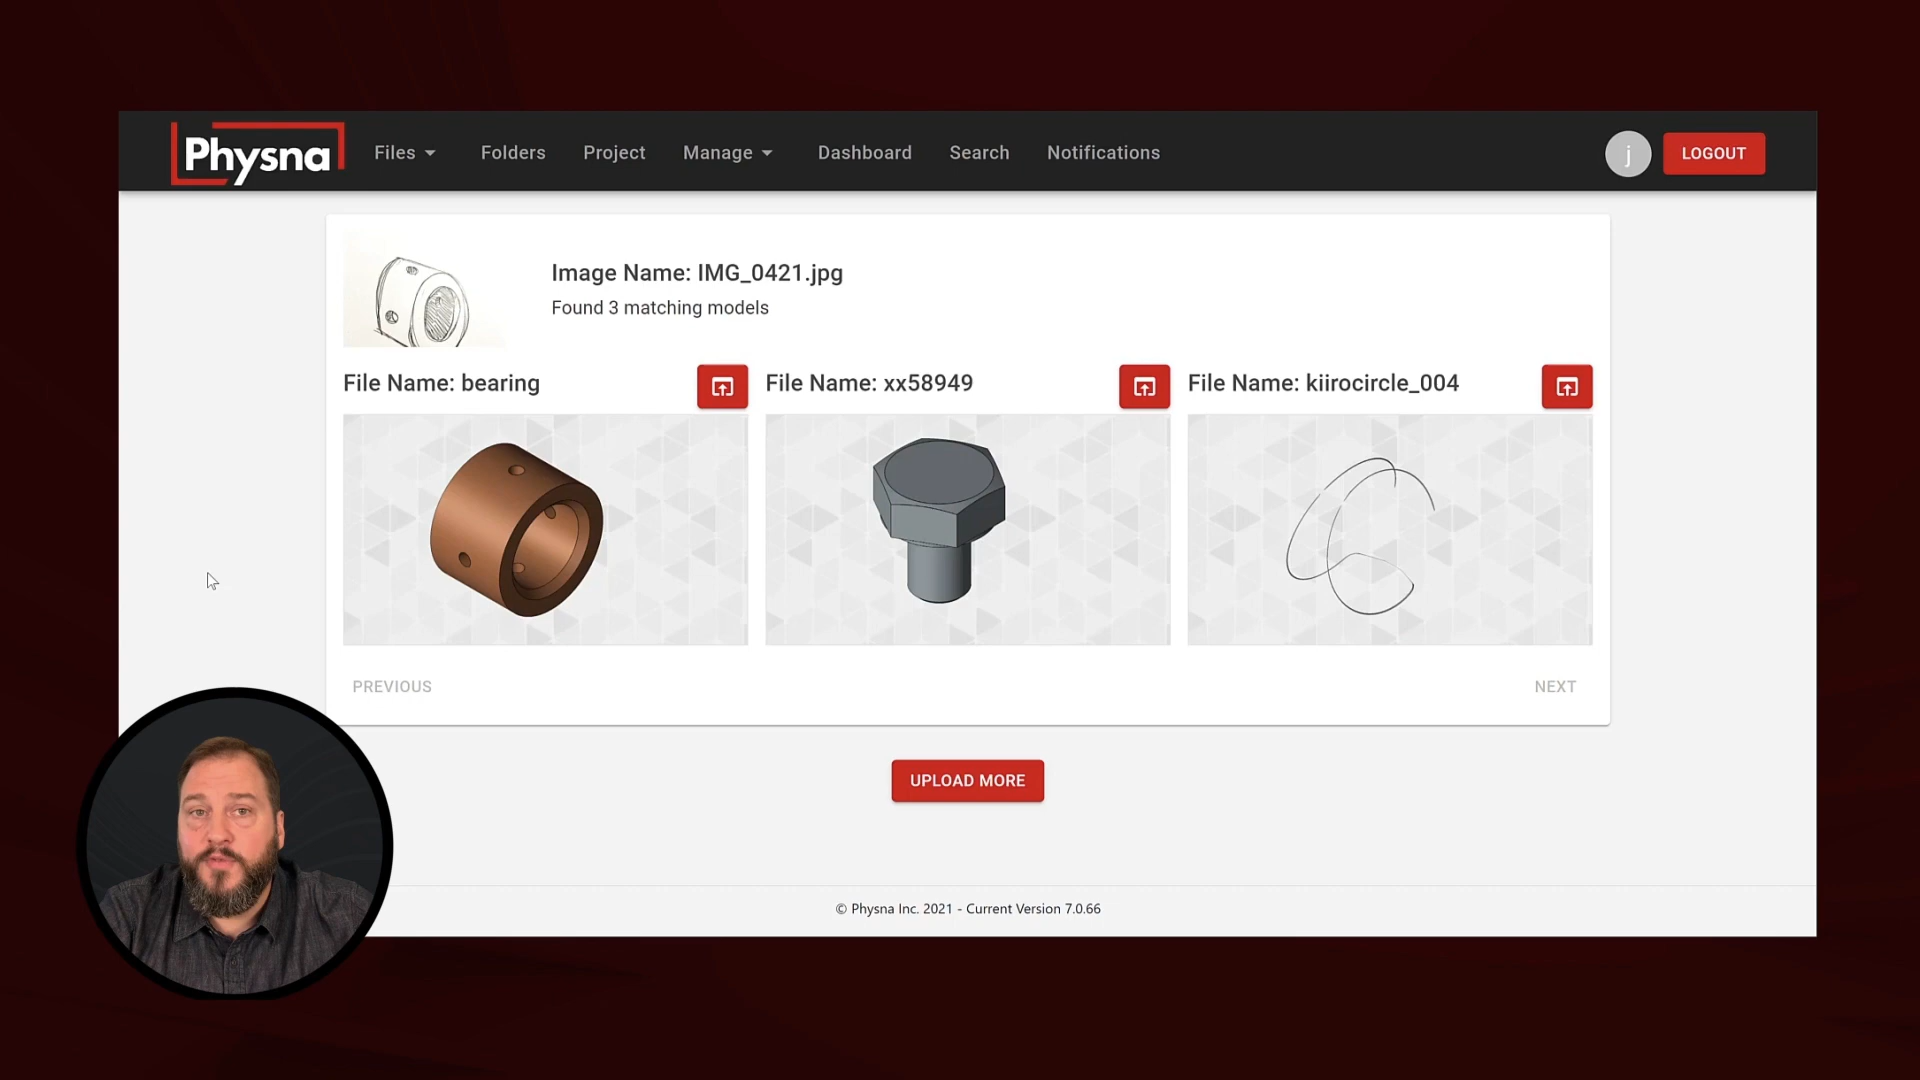 Physna
Files
Folders
Project
Manage
Dashboard
Search
Notifications
j
LOGOUT
Image Name: IMG_0421.jpg
Found 3 matching models
File Name: bearing
File Name: xx58949
File Name: kiirocircle_004
PREVIOUS
NEXT
UPLOAD MORE
© Physna Inc. 2021 - Current Version 7.0.66